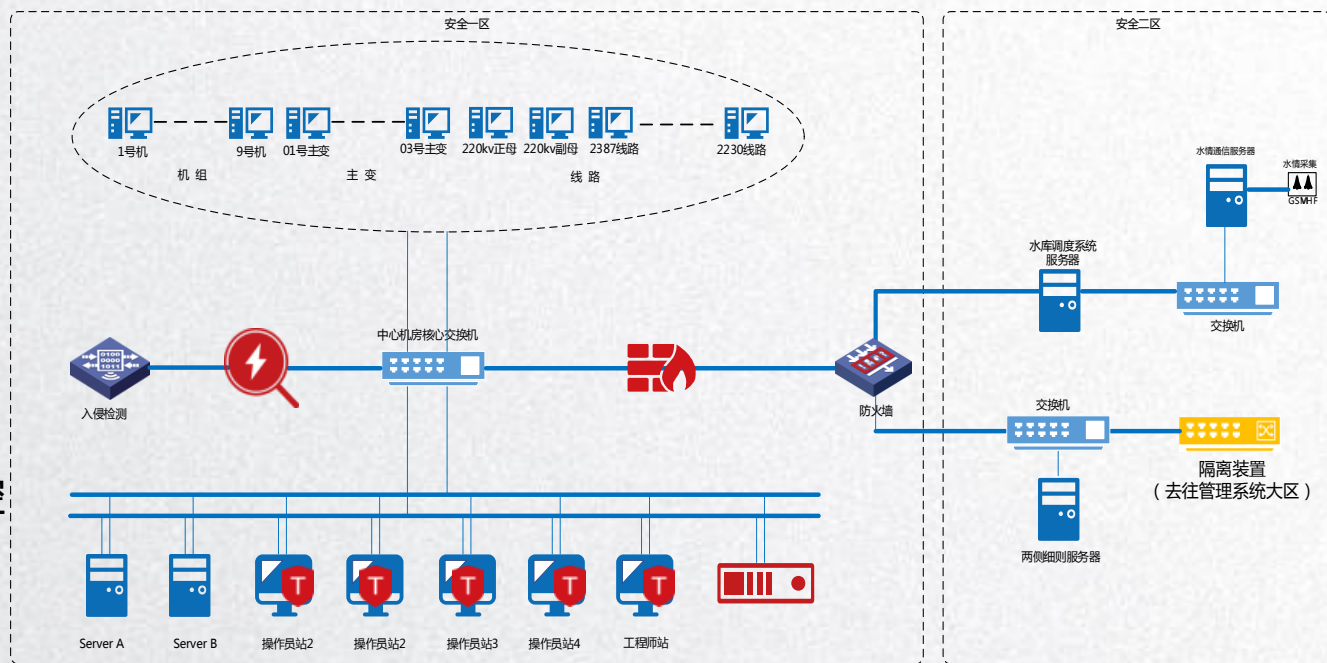 安全一区
安全二区
1号机
9号机
01号主变
03号主变
220kv正母
220kv副母
2387线路
2230线路
机 组
主 变
线 路
水情通信服务器
水情采集
GSM
HF
水库调度系统
服务器
交换机
中心机房核心交换机
0100
0000
1011
入侵检测
防火墙
交换机
隔离装置
（去往管理系统大区）
两侧细则服务器
T
T
T
T
T
Server A
Server B
操作员站2
操作员站2
操作员站3
操作员站4
工程师站